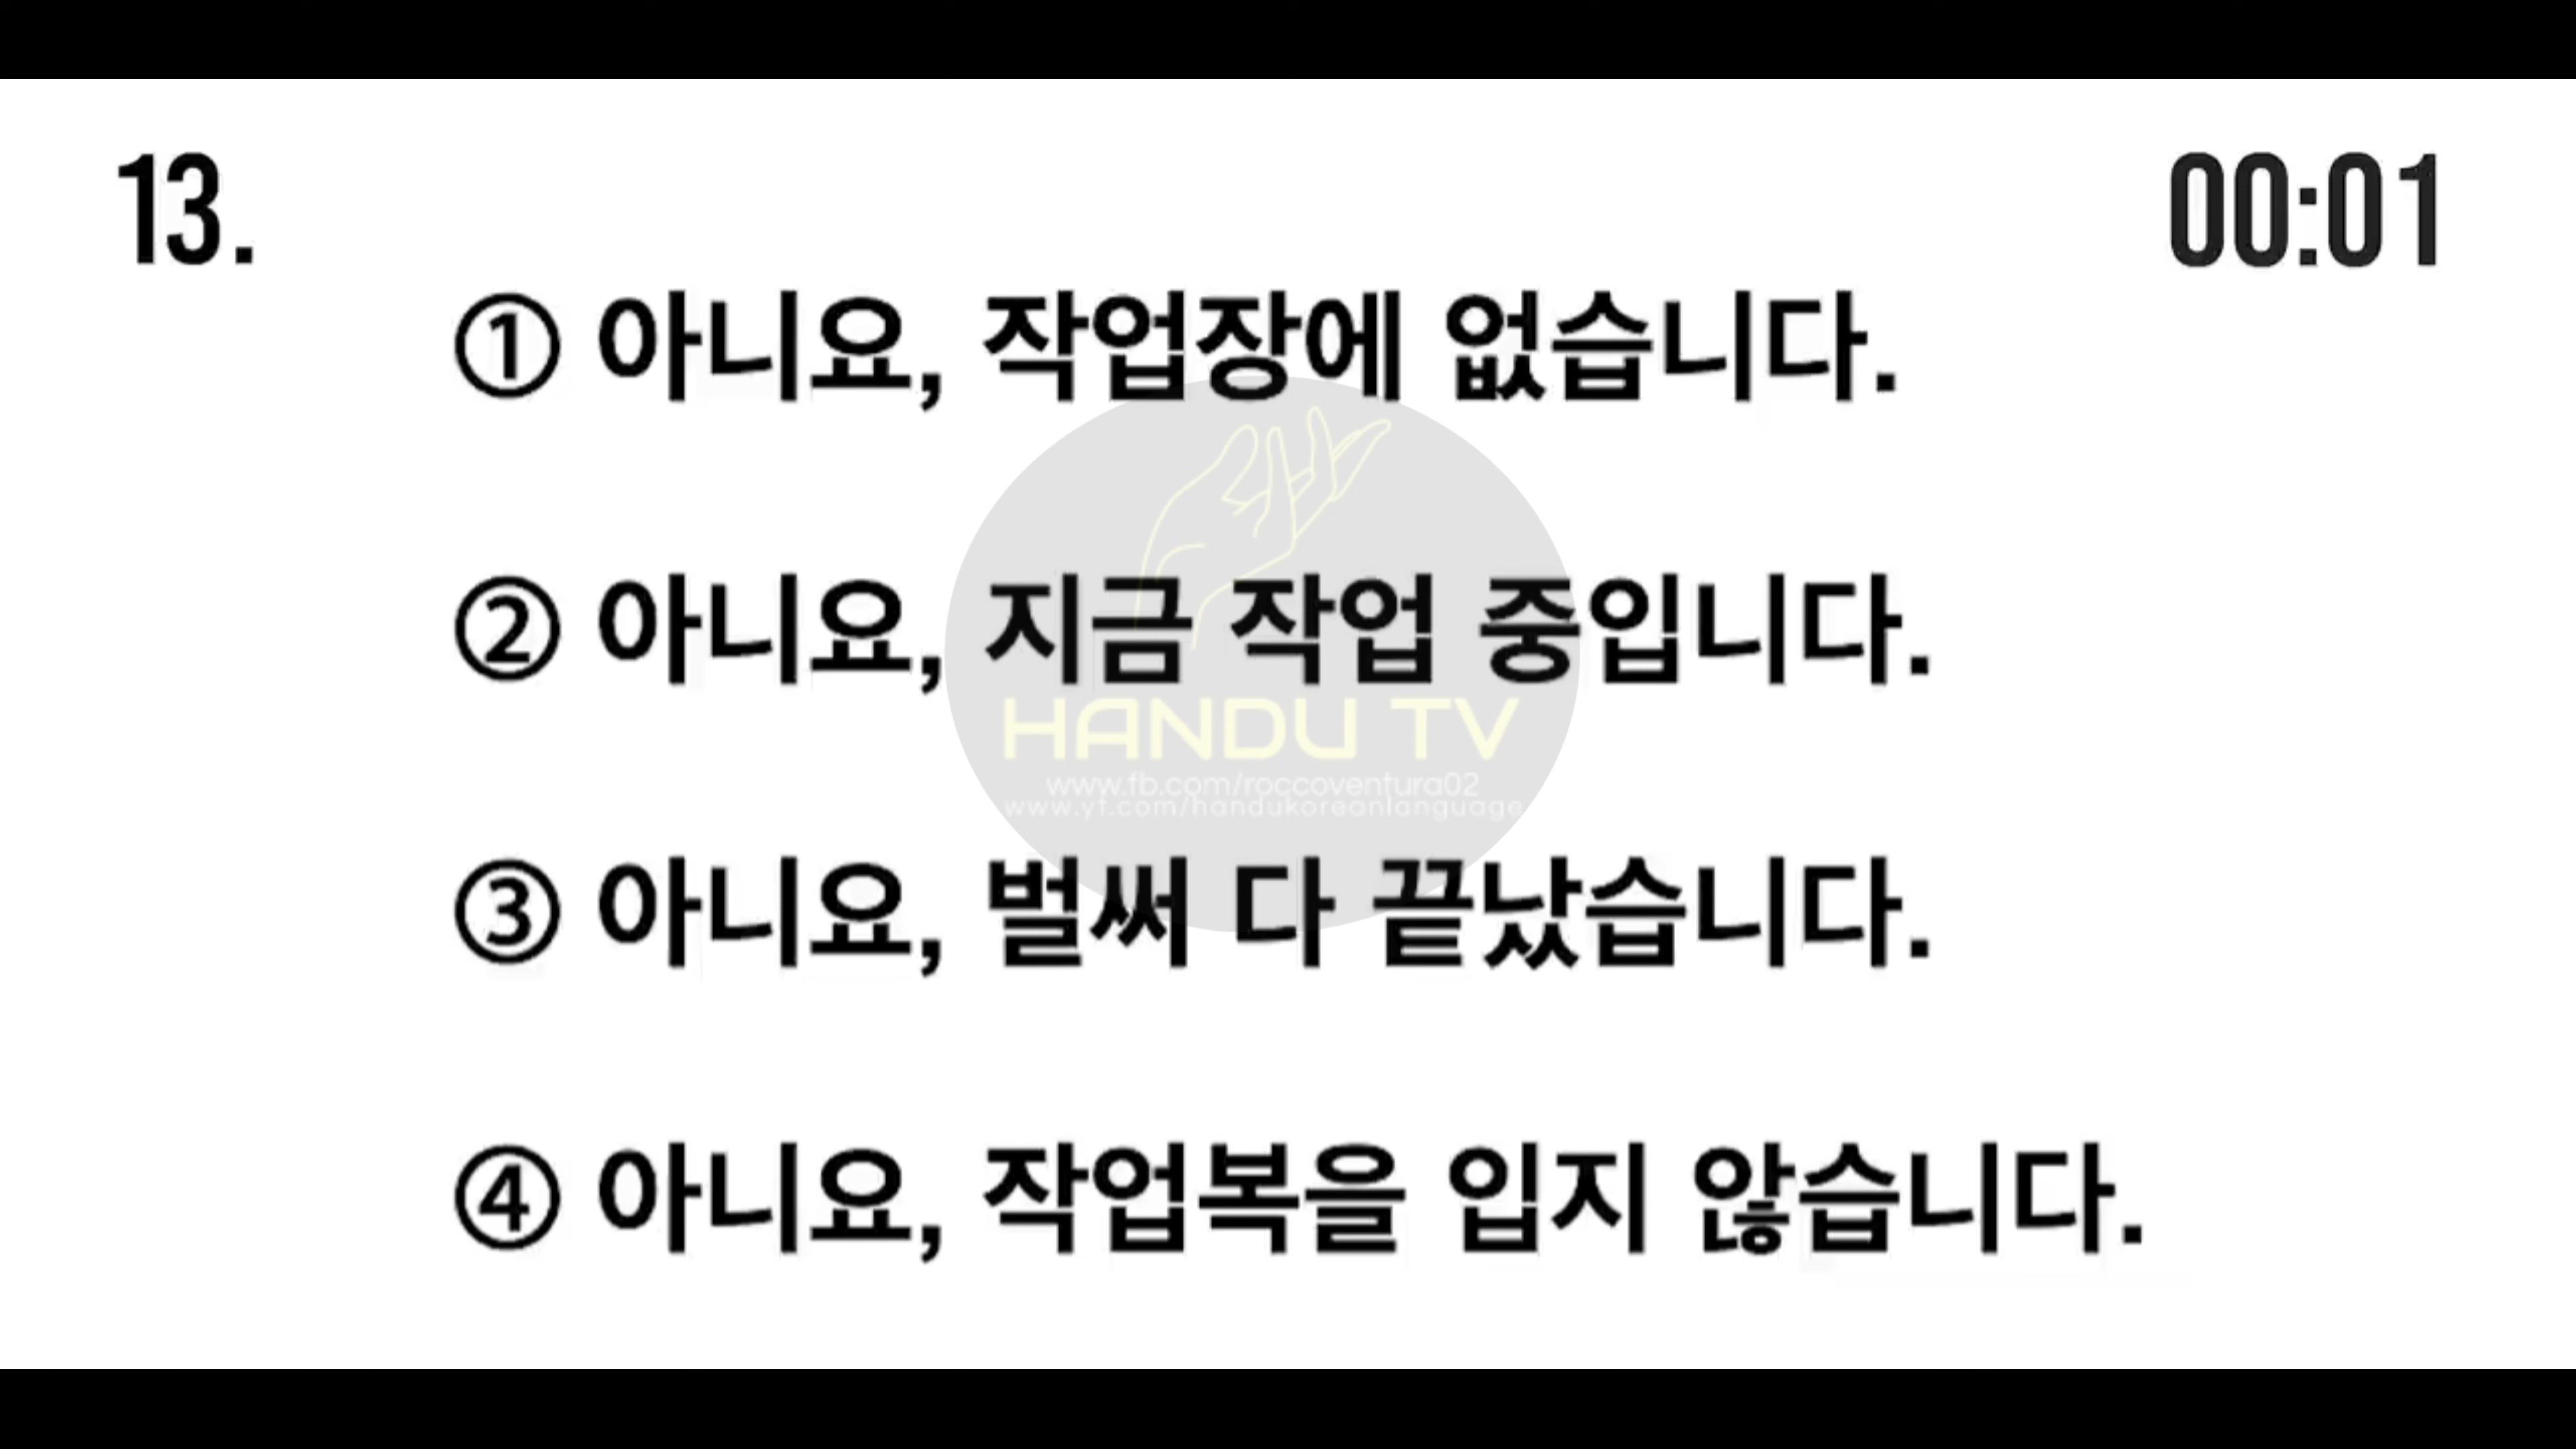 13.
00:01
① 아니요, 작업장에 없습니다.
② 아니요, 지금 작업 중입니다.
HANDU TV
www.fb.com/roccoventura02
www.yt.com/handukoreanlanguage
③ 아니요, 벌써 다 끝났습니다.
④ 아니요, 작업복을 입지 않습니다.